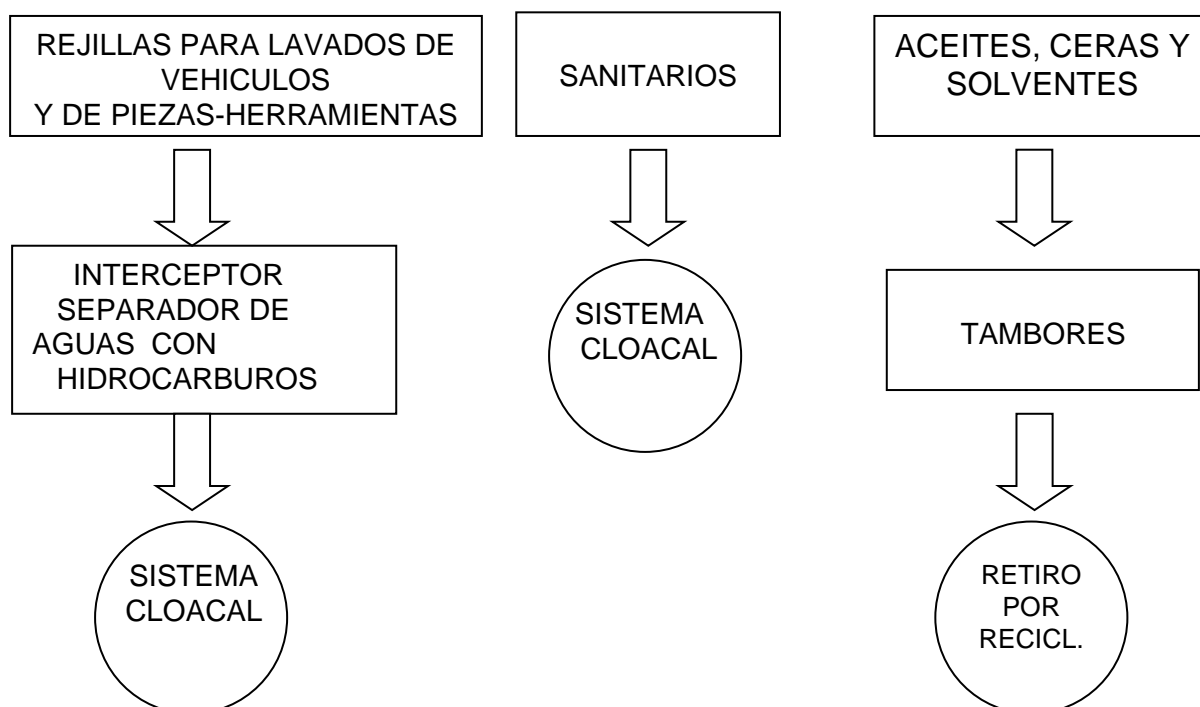 REJILLAS PARA LAVADOS DE
VEHICULOS
Y DE PIEZAS-HERRAMIENTAS
SANITARIOS
ACEITES, CERAS Y
SOLVENTES
INTERCEPTOR
SEPARADOR DE
AGUAS CON
HIDROCARBUROS
SISTEMA
CLOACAL
TAMBORES
SISTEMA
CLOACAL
RETIRO
POR
RECICL.